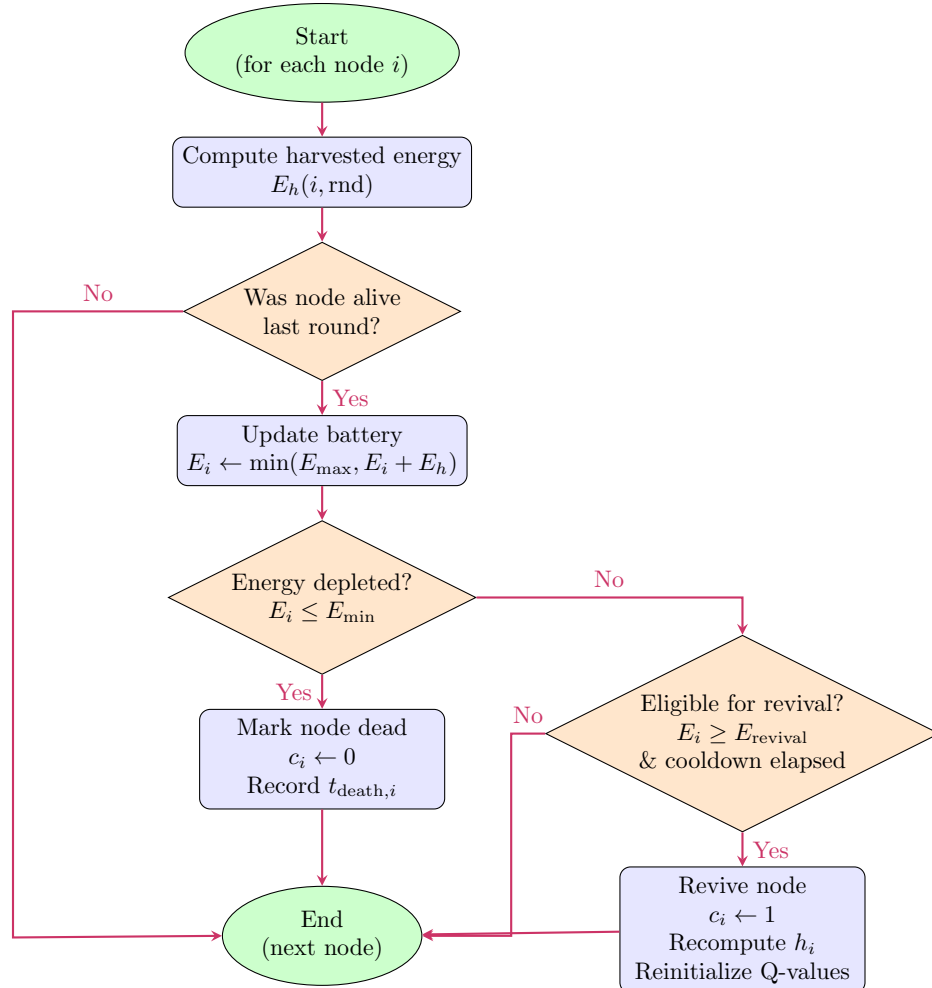 Start
(for each node i)
Compute harvested energy
E_h(i, rnd)
Was node alive
last round?
No
Yes
Update battery
E_i ← min(E_max, E_i + E_h)
Energy depleted?
E_i ≤ E_min
No
Yes
Eligible for revival?
E_i ≥ E_revival
& cooldown elapsed
No
Yes
Mark node dead
c_i ← 0
Record t_death,i
Revive node
c_i ← 1
Recompute h_i
Reinitialize Q-values
End
(next node)